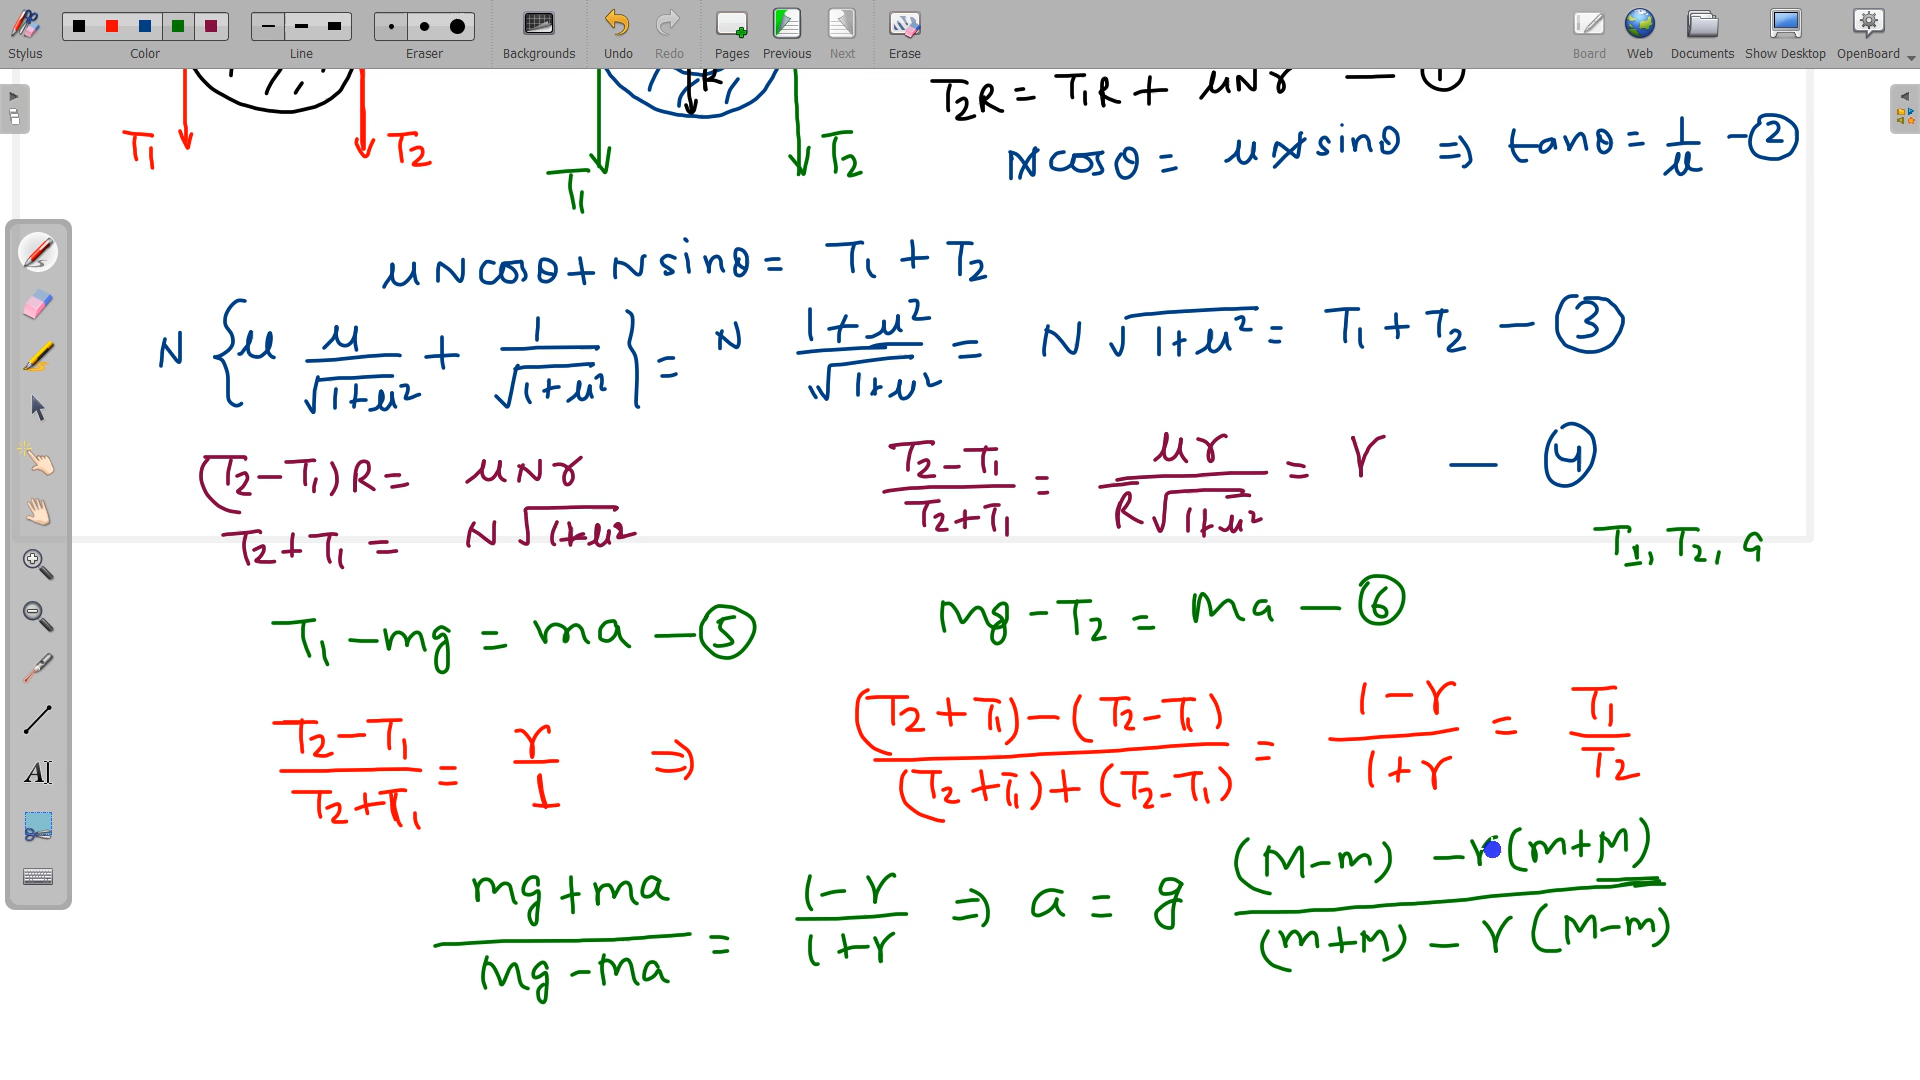 Stylus Color Line Eraser Backgrounds Undo Redo Pages Previous Next Erase Board Web Documents Show Desktop OpenBoard
T₂R = T₁R + μNr — ①
T₁ T₂ T₁ T₂ R
N cosθ = μ N sinθ ⇒ tanθ = 1/μ — ②
μ N cosθ + N sinθ = T₁ + T₂
N {μ μ/√(1+μ²) + 1/√(1+μ²)} = N (1+μ²)/√(1+μ²) = N √(1+μ²) = T₁ + T₂ — ③
(T₂ − T₁) R = μ N r
(T₂ − T₁)/(T₂ + T₁) = μr/(R√(1+μ²)) = r — ④
T₂ + T₁ = N √(1+μ²)
T₁, T₂, a
T₁ − mg = ma — ⑤
Mg − T₂ = Ma — ⑥
(T₂ − T₁)/(T₂ + T₁) = r/1 ⇒ ((T₂ + T₁) − (T₂ − T₁))/((T₂ + T₁) + (T₂ − T₁)) = (1 − r)/(1 + r) = T₁/T₂
(mg + ma)/(Mg − Ma) = (1 − r)/(1 + r) ⇒ a = g ((M − m) − r(m + M))/((m + M) − r(M − m))